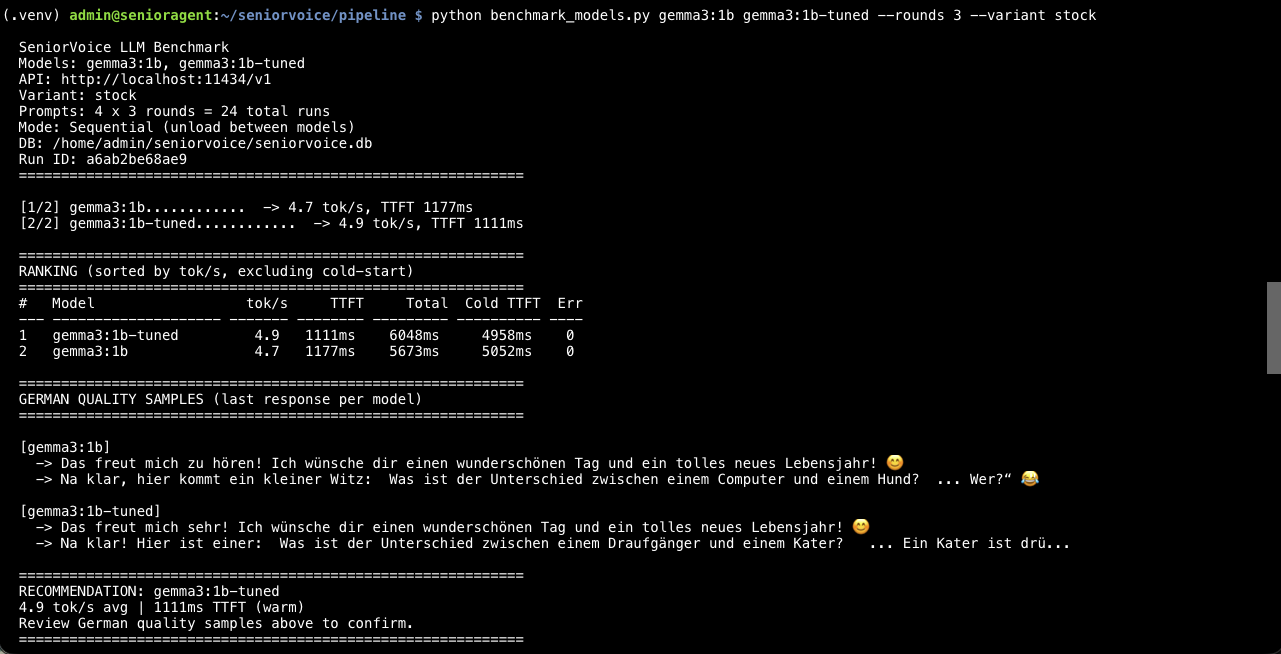 (.venv) admin@senioragent:~/seniorvoice/pipeline $ python benchmark_models.py gemma3:1b gemma3:1b-tuned --rounds 3 --variant stock
SeniorVoice LLM Benchmark
Models: gemma3:1b, gemma3:1b-tuned
API: http://localhost:11434/v1
Variant: stock
Prompts: 4 x 3 rounds = 24 total runs
Mode: Sequential (unload between models)
DB: /home/admin/seniorvoice/seniorvoice.db
Run ID: a6ab2be68ae9
============================================================
[1/2] gemma3:1b............  -> 4.7 tok/s, TTFT 1177ms
[2/2] gemma3:1b-tuned............  -> 4.9 tok/s, TTFT 1111ms
============================================================
RANKING (sorted by tok/s, excluding cold-start)
============================================================
#   Model                  tok/s     TTFT     Total  Cold TTFT  Err
--- -------------------- ------- -------- --------- ---------- ----
1   gemma3:1b-tuned         4.9   1111ms    6048ms     4958ms    0
2   gemma3:1b               4.7   1177ms    5673ms     5052ms    0
============================================================
GERMAN QUALITY SAMPLES (last response per model)
============================================================
[gemma3:1b]
-> Das freut mich zu hören! Ich wünsche dir einen wunderschönen Tag und ein tolles neues Lebensjahr! 😊
-> Na klar, hier kommt ein kleiner Witz:  Was ist der Unterschied zwischen einem Computer und einem Hund?  ... Wer?“ 😂
[gemma3:1b-tuned]
-> Das freut mich sehr! Ich wünsche dir einen wunderschönen Tag und ein tolles neues Lebensjahr! 😊
-> Na klar! Hier ist einer:  Was ist der Unterschied zwischen einem Draufgänger und einem Kater?   ... Ein Kater ist drü...
============================================================
RECOMMENDATION: gemma3:1b-tuned
4.9 tok/s avg | 1111ms TTFT (warm)
Review German quality samples above to confirm.
============================================================